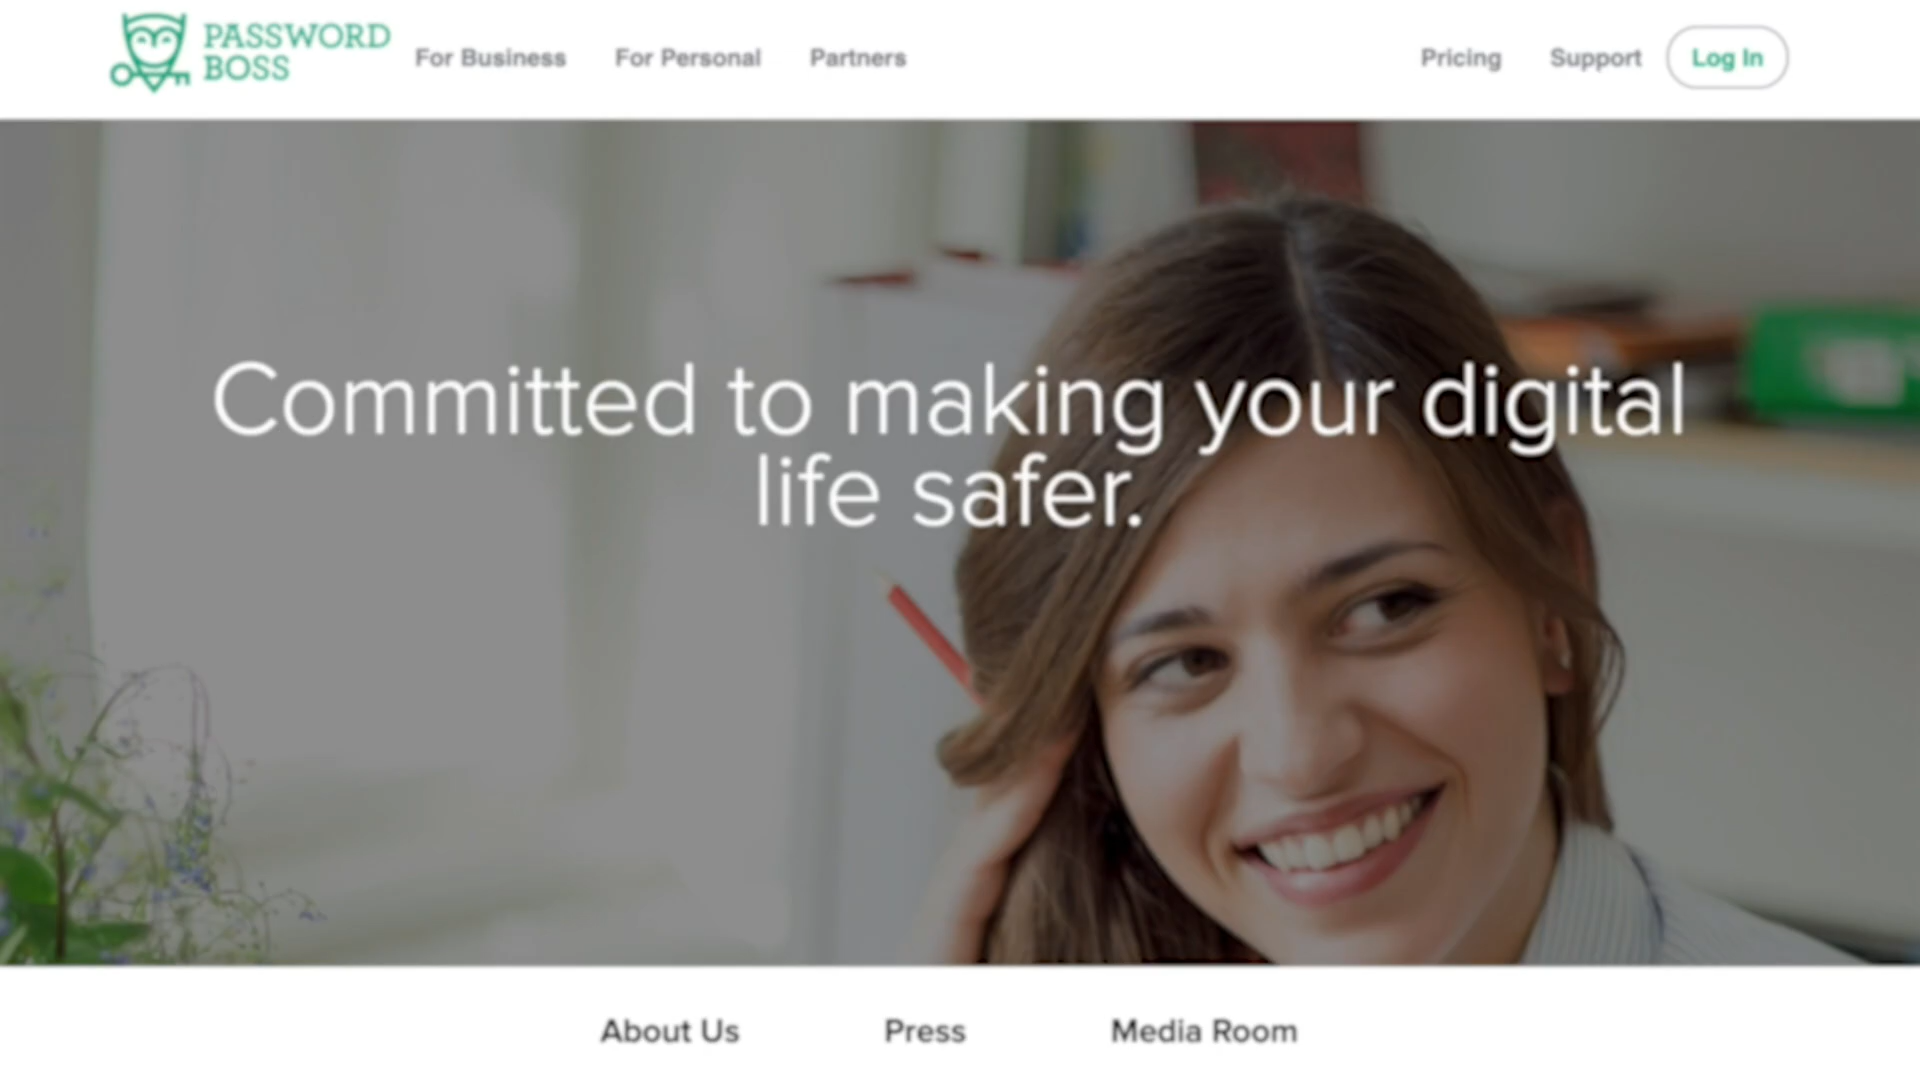 PASSWORD
BOSS
For Business
For Personal
Partners
Pricing
Support
Log In
Committed to making your digital
life safer.
About Us
Press
Media Room